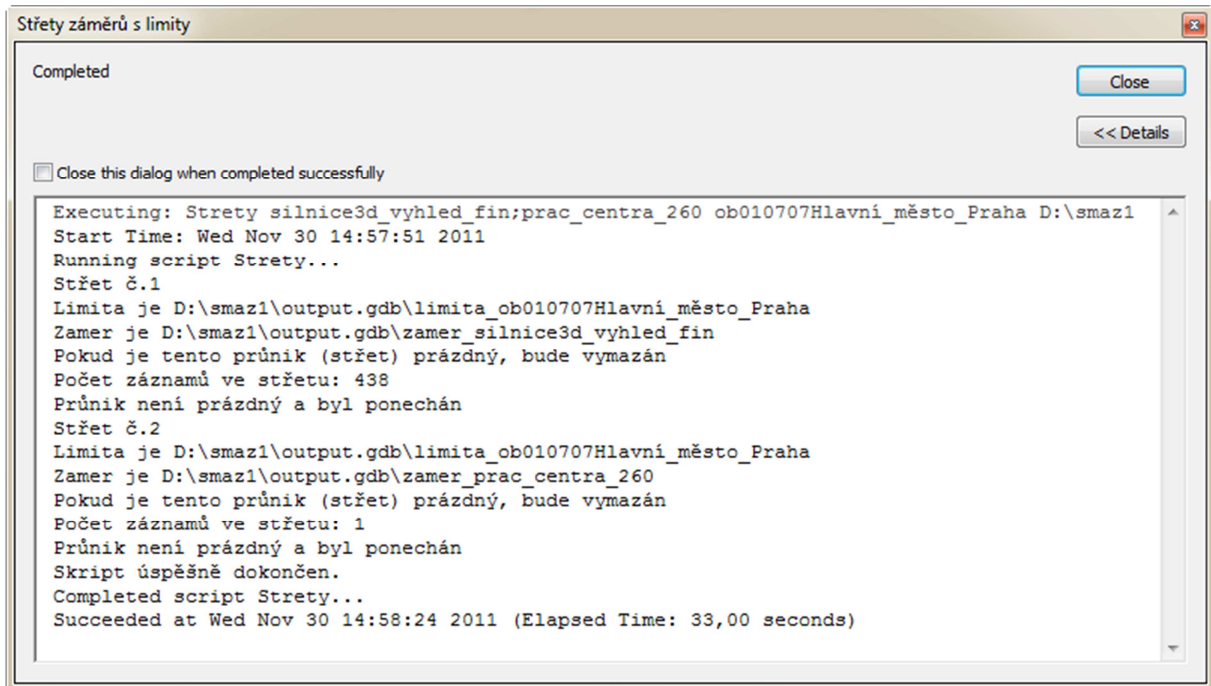 Střety záměrů s limity
Completed
Close
<< Details
Close this dialog when completed successfully
Executing: Strety silnice3d_vyhled_fin;prac_centra_260 ob010707Hlavní_město_Praha D:\smaz1
Start Time: Wed Nov 30 14:57:51 2011
Running script Strety...
Střet č.1
Limita je D:\smaz1\output.gdb\limita_ob010707Hlavní_město_Praha
Zamer je D:\smaz1\output.gdb\zamer_silnice3d_vyhled_fin
Pokud je tento průnik (střet) prázdný, bude vymazán
Počet záznamů ve střetu: 438
Průnik není prázdný a byl ponechán
Střet č.2
Limita je D:\smaz1\output.gdb\limita_ob010707Hlavní_město_Praha
Zamer je D:\smaz1\output.gdb\zamer_prac_centra_260
Pokud je tento průnik (střet) prázdný, bude vymazán
Počet záznamů ve střetu: 1
Průnik není prázdný a byl ponechán
Skript úspěšně dokončen.
Completed script Strety...
Succeeded at Wed Nov 30 14:58:24 2011 (Elapsed Time: 33,00 seconds)